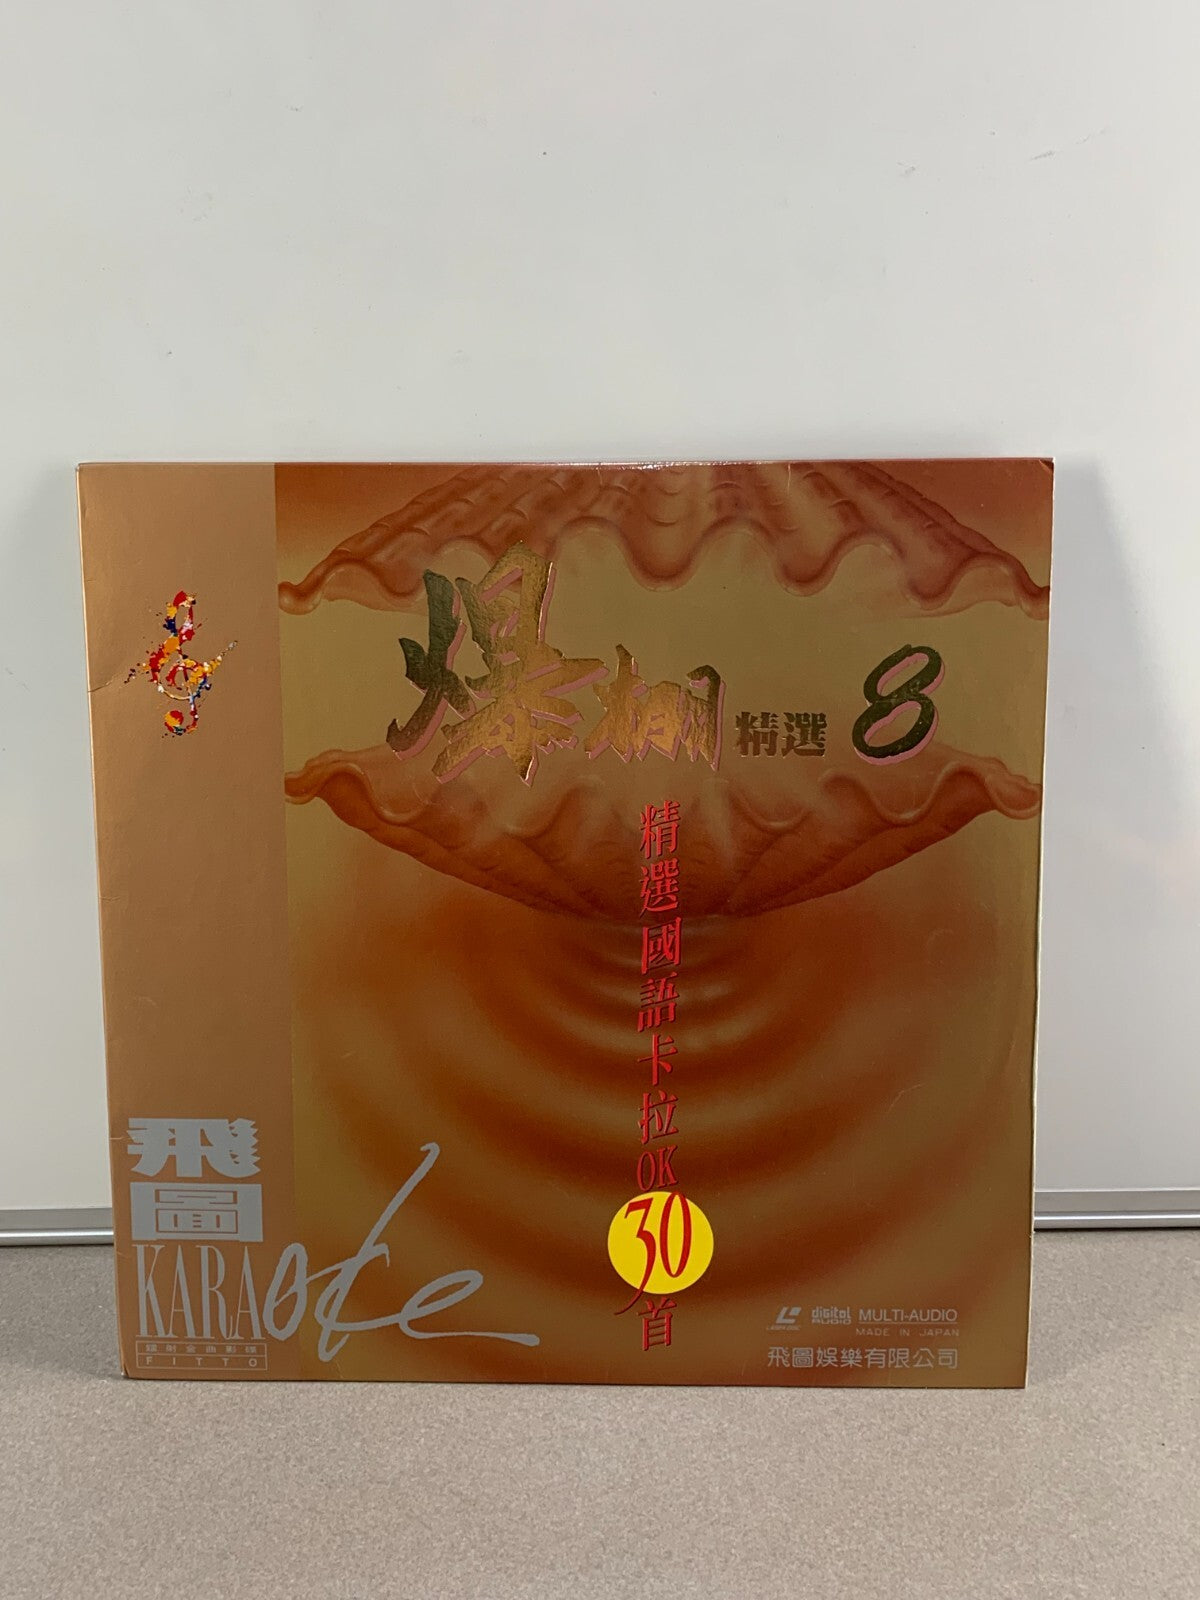 爆棚精選8
精選國語卡拉OK30首
飛圖
KARAoke
鐳射金曲影碟
FITTO
LASER DISC
digital AUDIO
MULTI-AUDIO
MADE IN JAPAN
飛圖娛樂有限公司